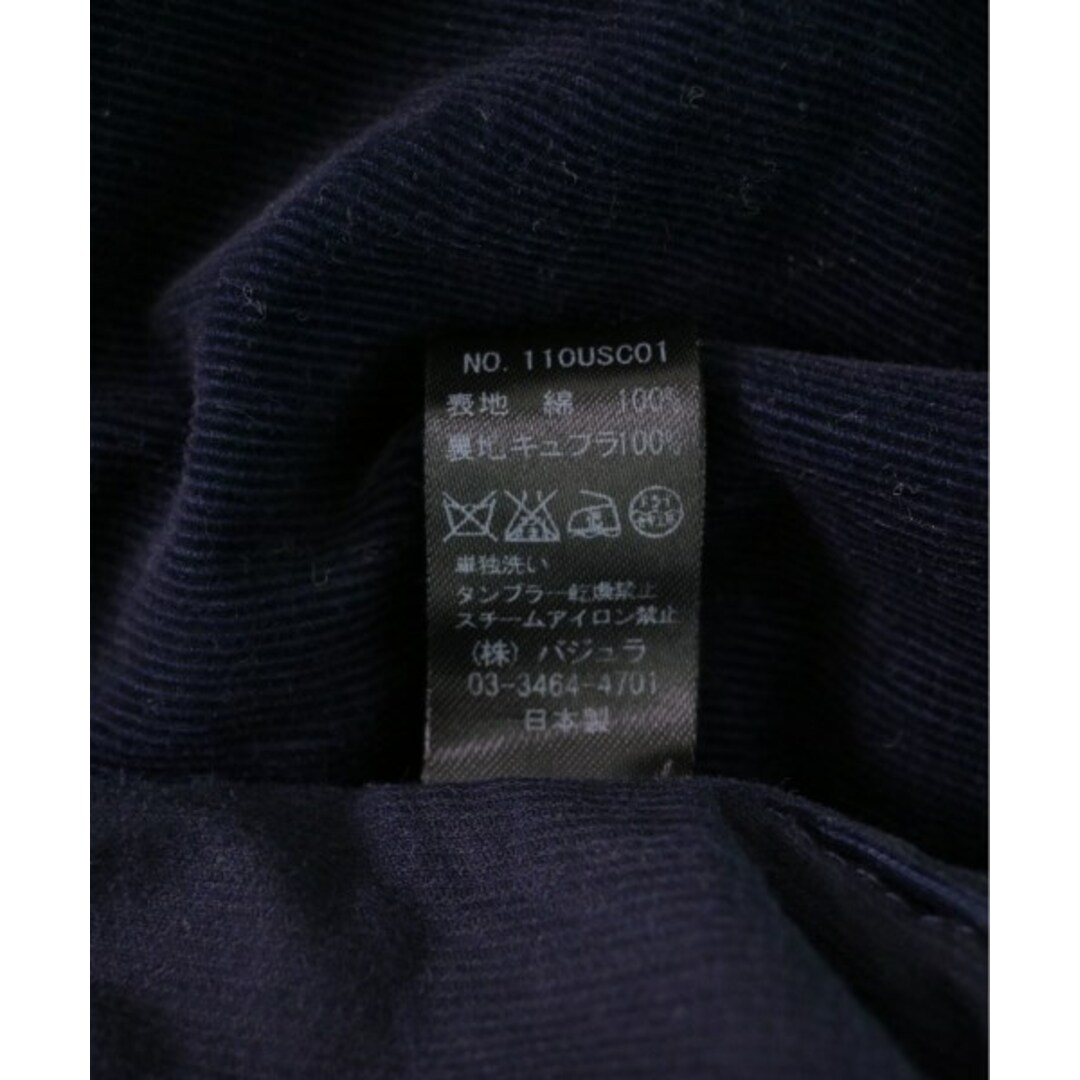 NO. 110USC01
表地 綿 100%
裏地 キュプラ100%
単独洗い
タンブラー乾燥禁止
スチームアイロン禁止
(株) バジュラ
03-3464-4701
日本製